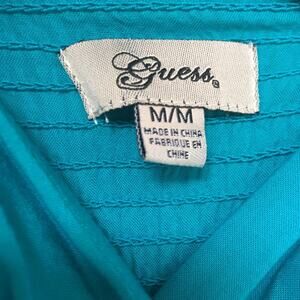 Guess
M/M
MADE IN CHINA
FABRIQUE EN
CHINE